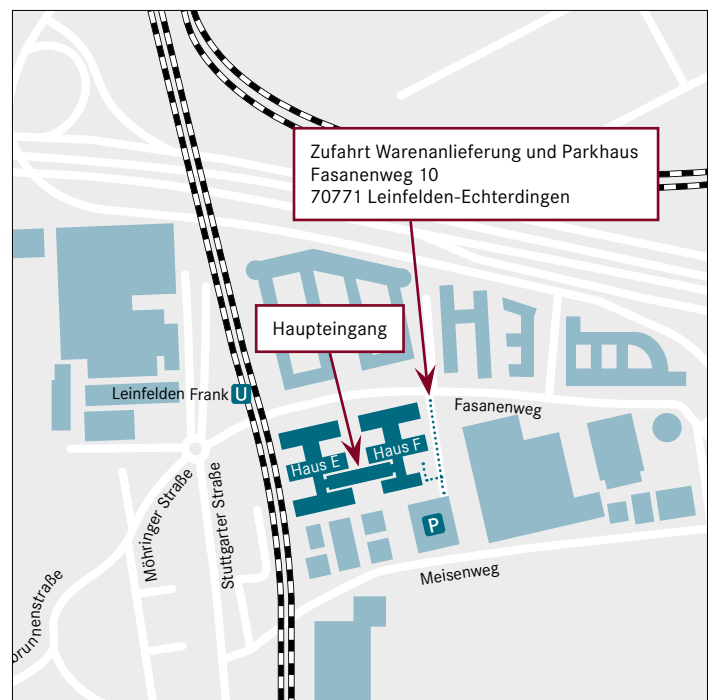 Zufahrt Warenanlieferung und Parkhaus
Fasanenweg 10
70771 Leinfelden-Echterdingen
Haupteingang
Leinfelden Frank U
Fasanenweg
Haus E
Haus F
P
Möhringer Straße
Stuttgarter Straße
Meisenweg
brunnenstraße